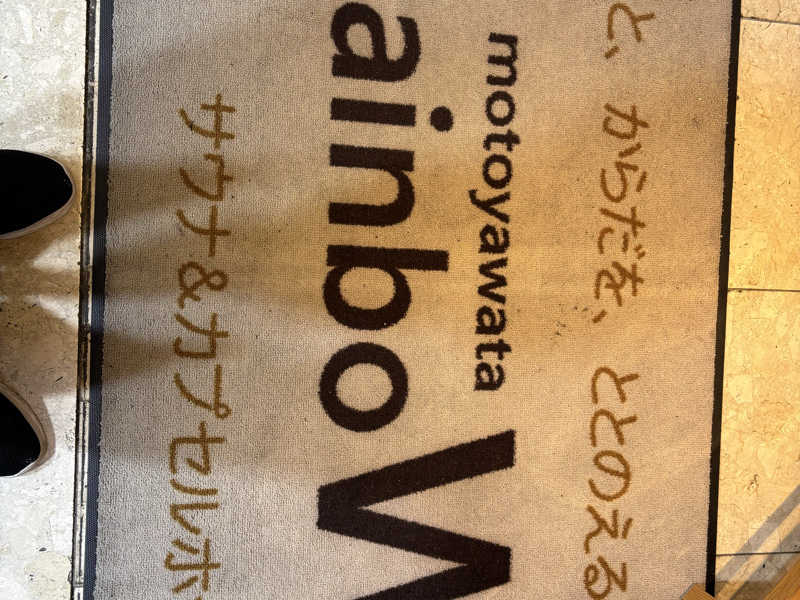 と、からだを、ととのえる
motoyawata
ainboW
サウナ&カプセルホ